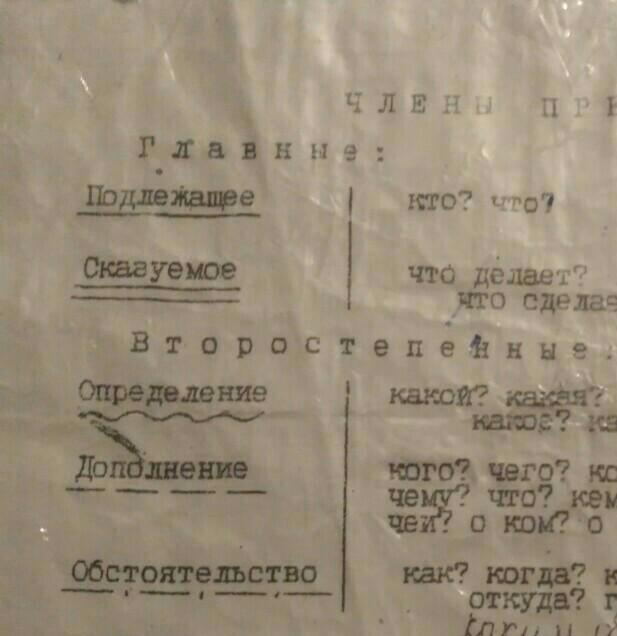 ЧЛЕНЫ
Главные:
Подлежащее кто? что?
Сказуемое что делает?
что
Второстепенные:
Определение какой? какая?
какое?
Дополнение кого? чего?
чему? что? кем
чей? о ком? о
Обстоятельство как? когда?
откуда?